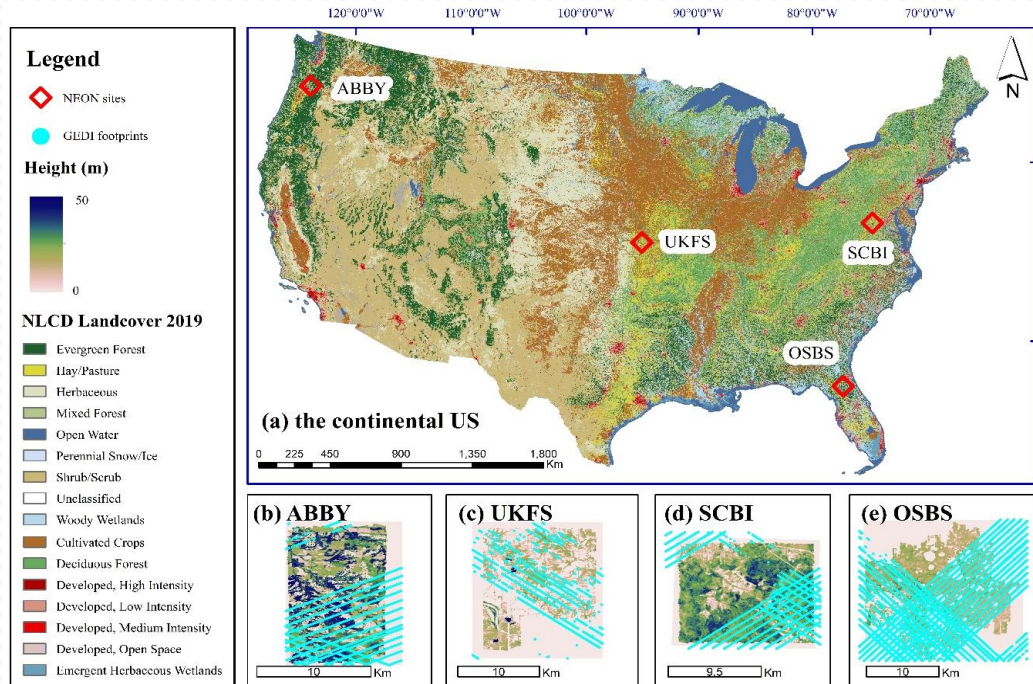 120°0'0"W 110°0'0"W 100°0'0"W 90°0'0"W 80°0'0"W 70°0'0"W
Legend
NEON sites
GEDI footprints
Height (m)
50
0
NLCD Landcover 2019
Evergreen Forest
Hay/Pasture
Herbaceous
Mixed Forest
Open Water
Perennial Snow/Ice
Shrub/Scrub
Unclassified
Woody Wetlands
Cultivated Crops
Deciduous Forest
Developed, High Intensity
Developed, Low Intensity
Developed, Medium Intensity
Developed, Open Space
Emergent Herbaceous Wetlands
ABBY
N
UKFS
SCBI
OSBS
(a) the continental US
0 225 450 900 1,350 1,800
Km
(b) ABBY
10 Km
(c) UKFS
10 Km
(d) SCBI
9.5 Km
(e) OSBS
10 Km